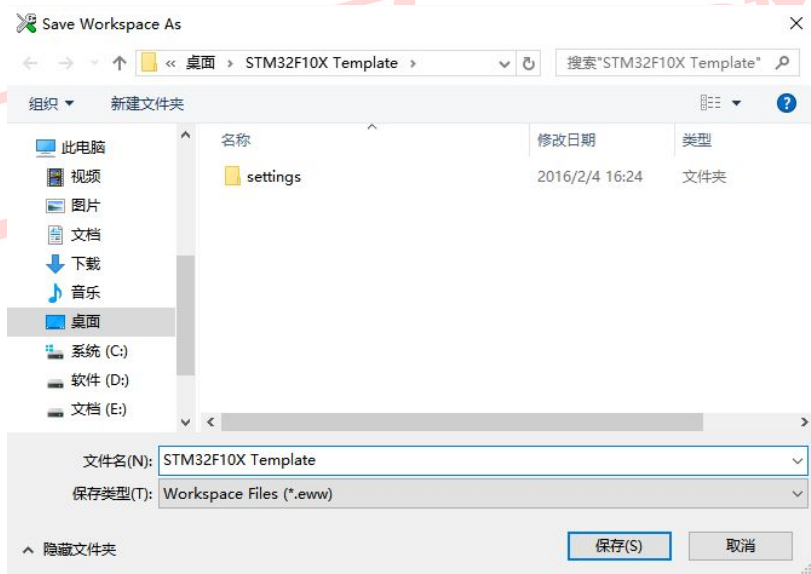 Save Workspace As
« 桌面 › STM32F10X Template ›
搜索"STM32F10X Template"
组织
新建文件夹
名称
修改日期
类型
此电脑
视频
图片
文档
下载
音乐
桌面
系统 (C:)
软件 (D:)
文档 (E:)
settings
2016/2/4 16:24
文件夹
文件名(N):
STM32F10X Template
保存类型(T):
Workspace Files (*.eww)
隐藏文件夹
保存(S)
取消